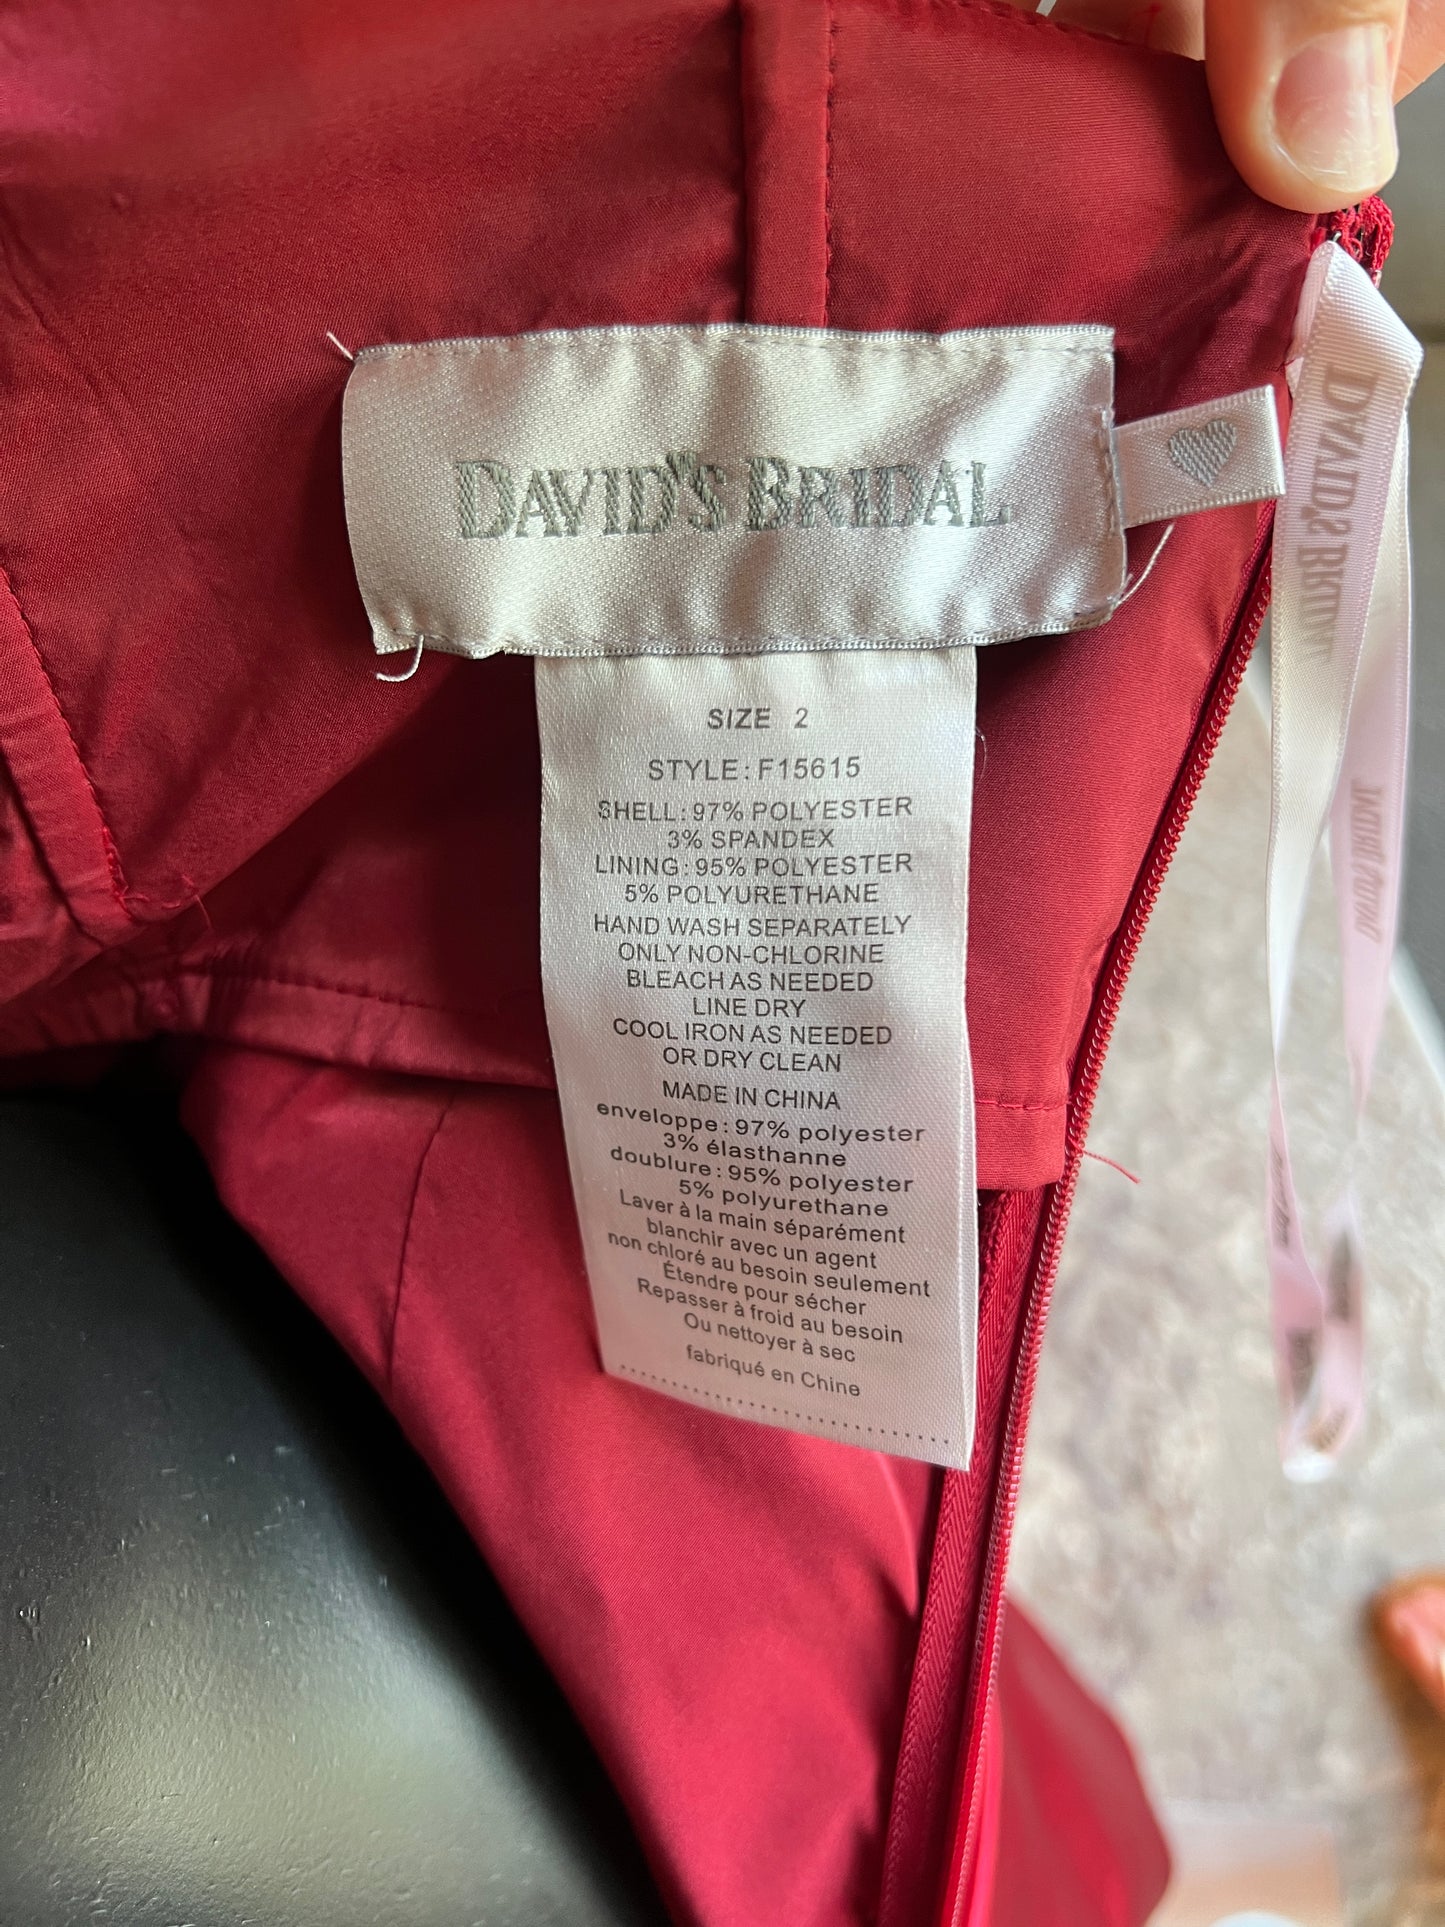 DAVID'S BRIDAL
DAVID'S BRIDAL
SIZE 2
STYLE: F15615
SHELL: 97% POLYESTER
3% SPANDEX
LINING: 95% POLYESTER
5% POLYURETHANE
HAND WASH SEPARATELY
ONLY NON-CHLORINE
BLEACH AS NEEDED
LINE DRY
COOL IRON AS NEEDED
OR DRY CLEAN
MADE IN CHINA
enveloppe: 97% polyester
3% élasthanne
doublure: 95% polyester
5% polyurethane
Laver à la main séparément
blanchir avec un agent
non chloré au besoin seulement
Étendre pour sécher
Repasser à froid au besoin
Ou nettoyer à sec
fabriqué en Chine